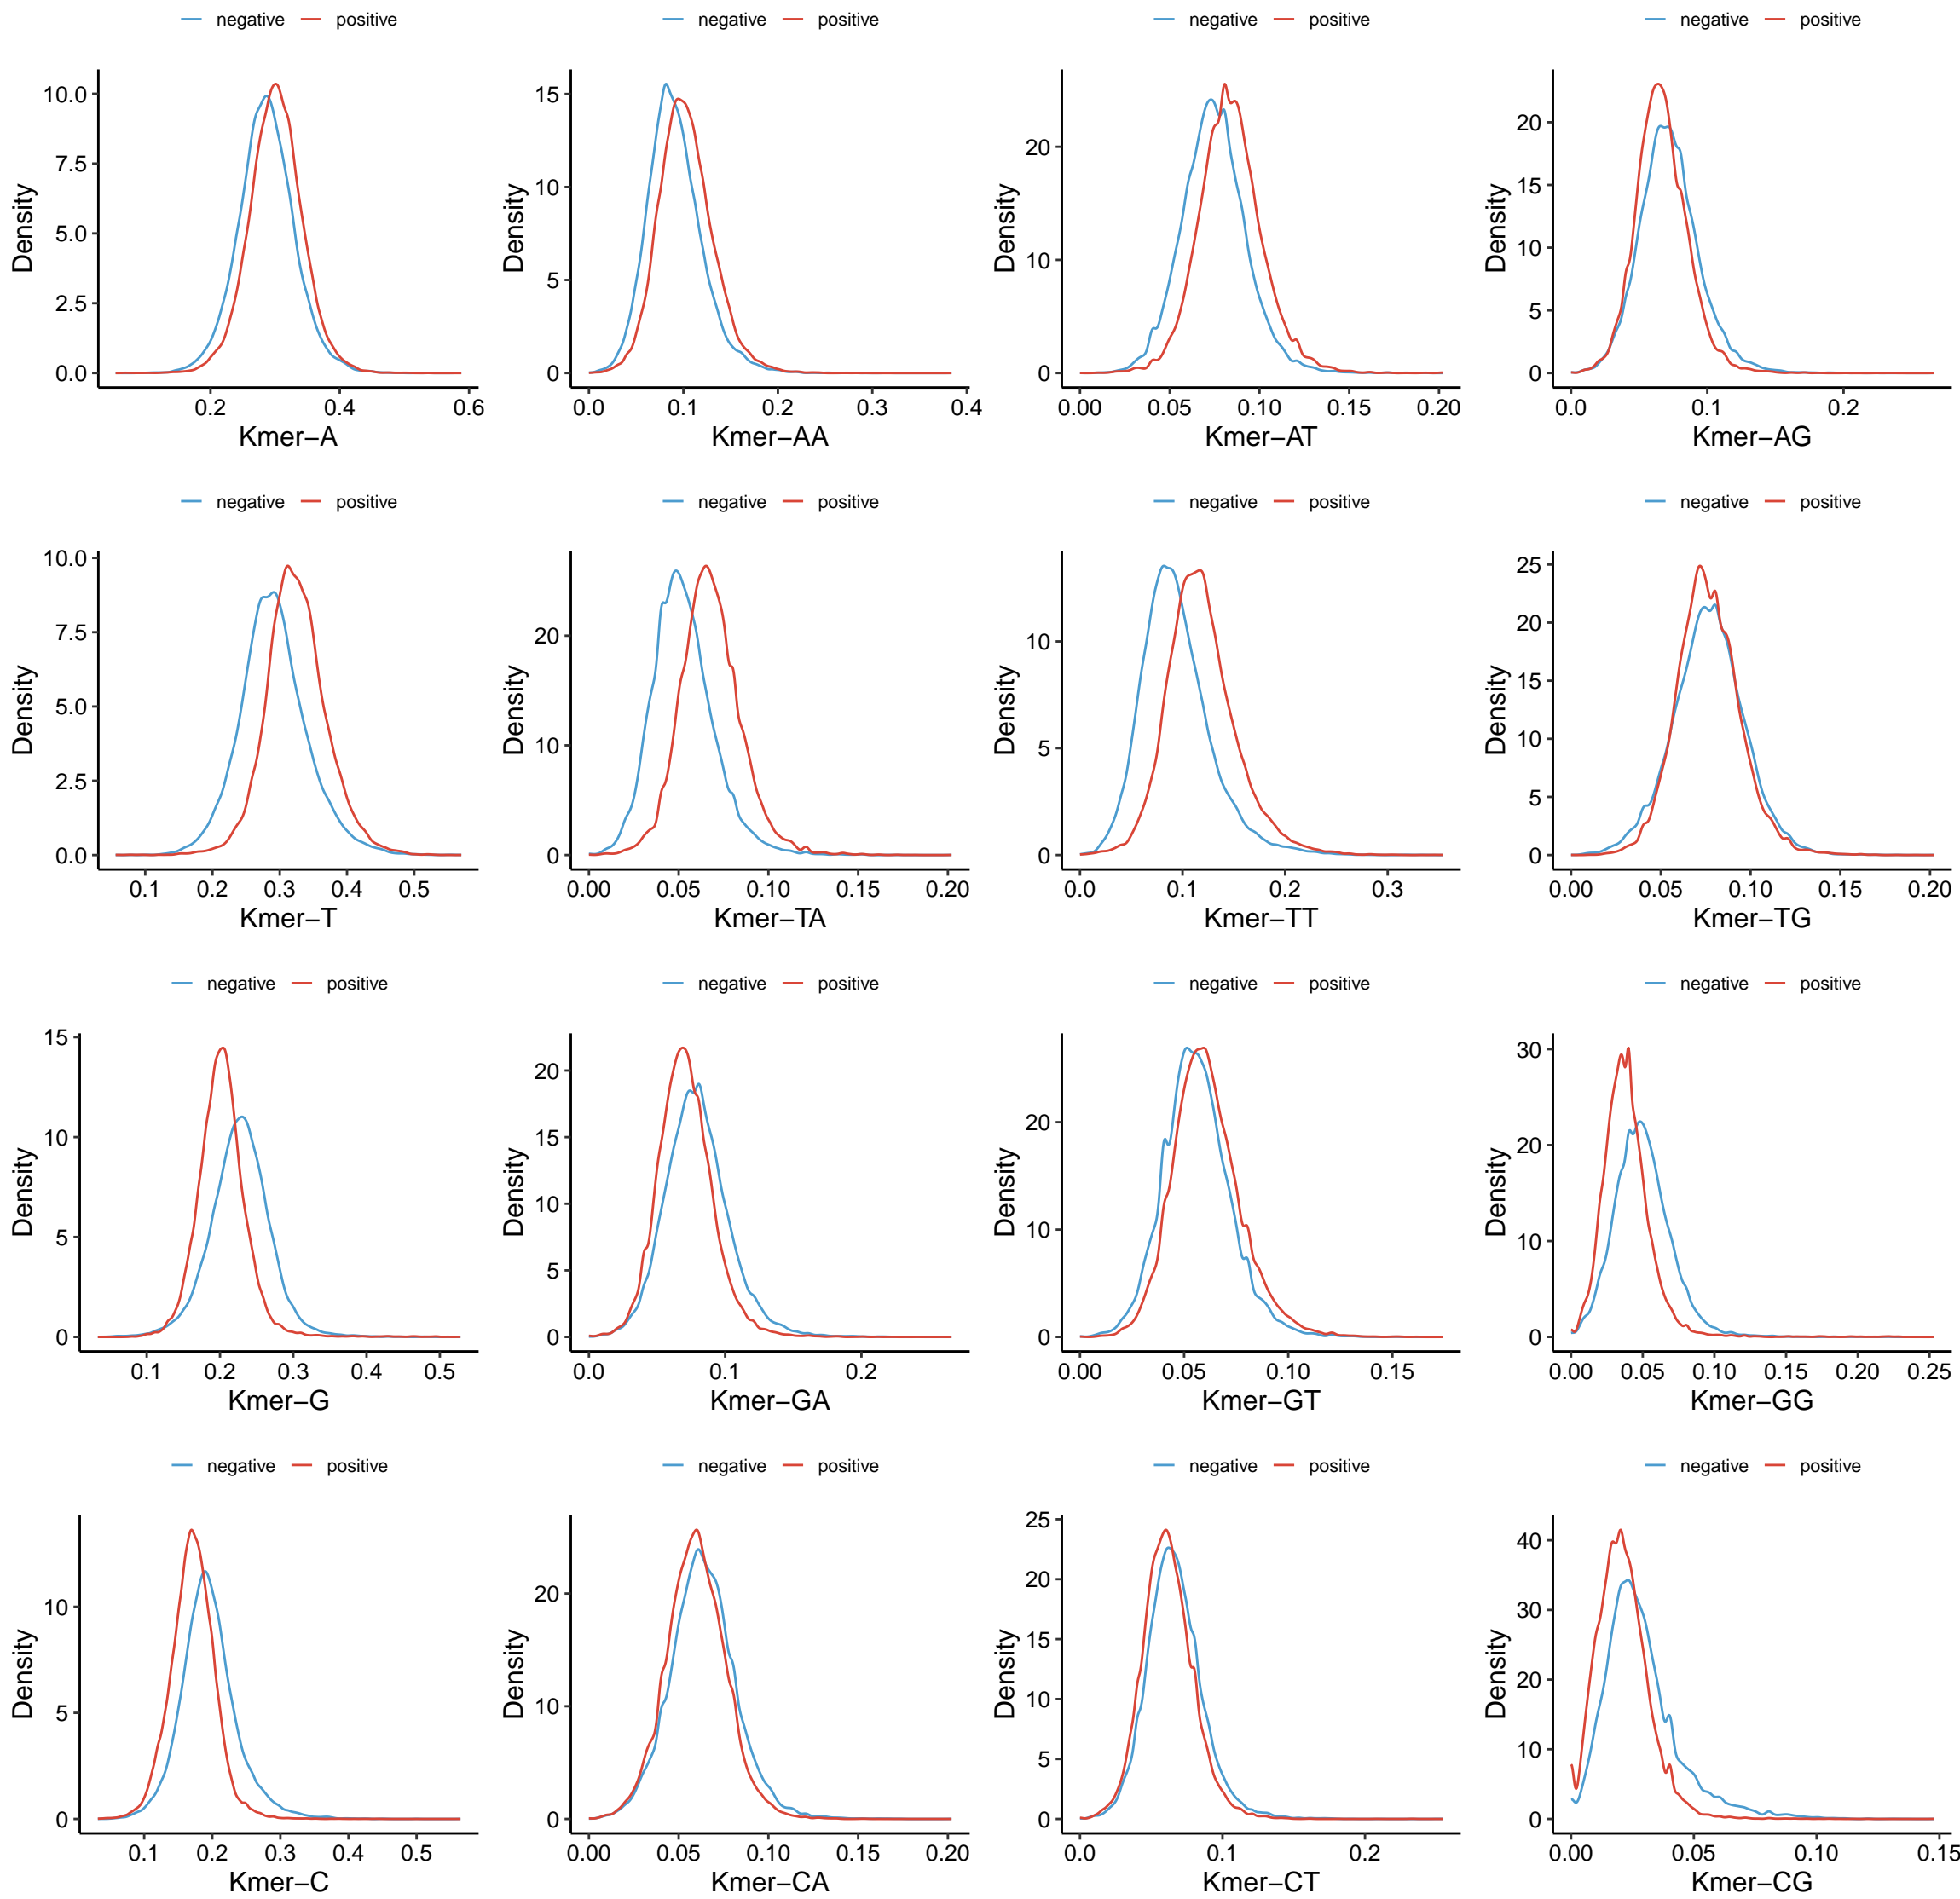 negative positive negative positive negative positive negative positive
Density
10.0
7.5
5.0
2.5
0.0
0.2 0.4 0.6
Kmer−A
Density
15
10
5
0
0.0 0.1 0.2 0.3 0.4
Kmer−AA
Density
20
10
0
0.00 0.05 0.10 0.15 0.20
Kmer−AT
Density
20
15
10
5
0
0.0 0.1 0.2
Kmer−AG
negative positive negative positive negative positive negative positive
Density
10.0
7.5
5.0
2.5
0.0
0.1 0.2 0.3 0.4 0.5
Kmer−T
Density
20
10
0
0.00 0.05 0.10 0.15 0.20
Kmer−TA
Density
10
5
0
0.0 0.1 0.2 0.3
Kmer−TT
Density
25
20
15
10
5
0
0.00 0.05 0.10 0.15 0.20
Kmer−TG
negative positive negative positive negative positive negative positive
Density
15
10
5
0
0.1 0.2 0.3 0.4 0.5
Kmer−G
Density
20
15
10
5
0
0.0 0.1 0.2
Kmer−GA
Density
20
10
0
0.00 0.05 0.10 0.15
Kmer−GT
Density
30
20
10
0
0.00 0.05 0.10 0.15 0.20 0.25
Kmer−GG
negative positive negative positive negative positive negative positive
Density
10
5
0
0.1 0.2 0.3 0.4 0.5
Kmer−C
Density
20
10
0
0.00 0.05 0.10 0.15 0.20
Kmer−CA
Density
25
20
15
10
5
0
0.0 0.1 0.2
Kmer−CT
Density
40
30
20
10
0
0.00 0.05 0.10 0.15
Kmer−CG